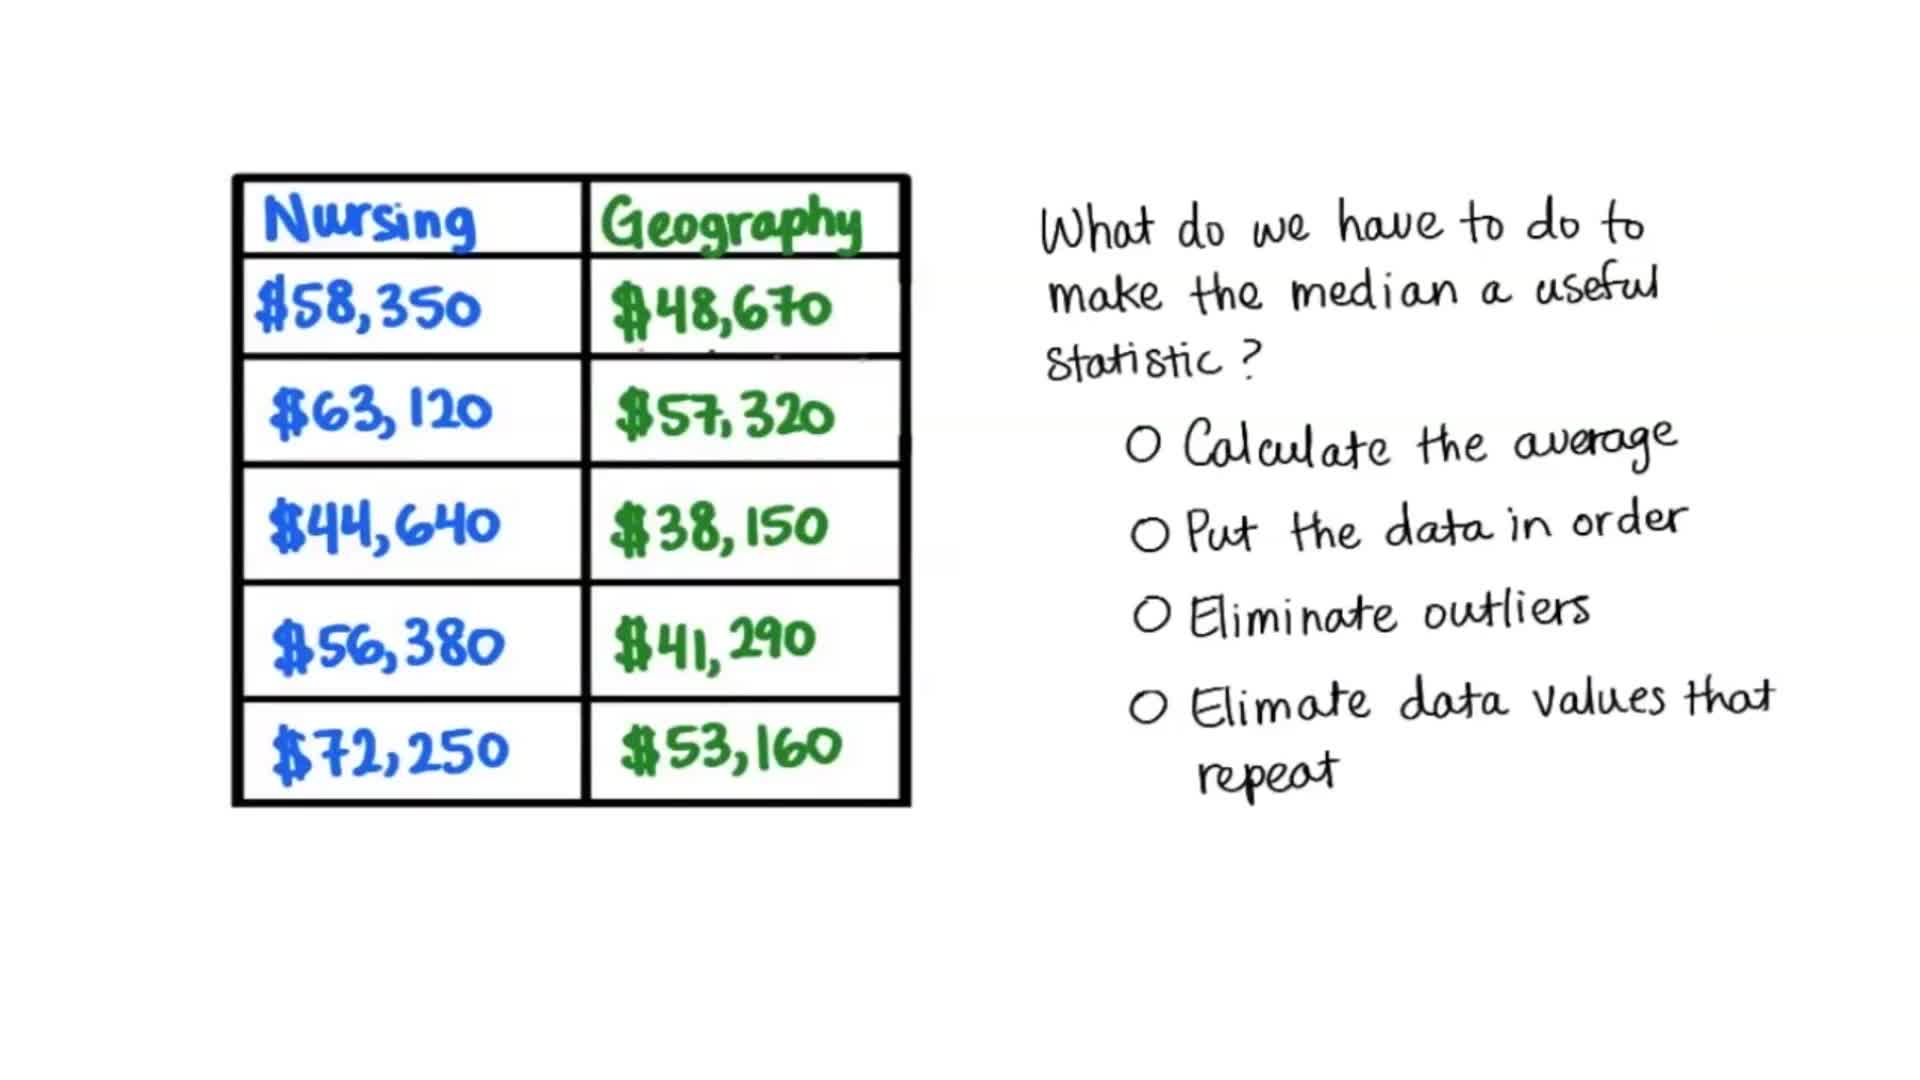 Nursing Geography
$58,350 $48,670
$63,120 $57,320
$44,640 $38,150
$56,380 $41,290
$72,250 $53,160
What do we have to do to
make the median a useful
statistic?
Calculate the average
Put the data in order
Eliminate outliers
Elimate data values that
repeat